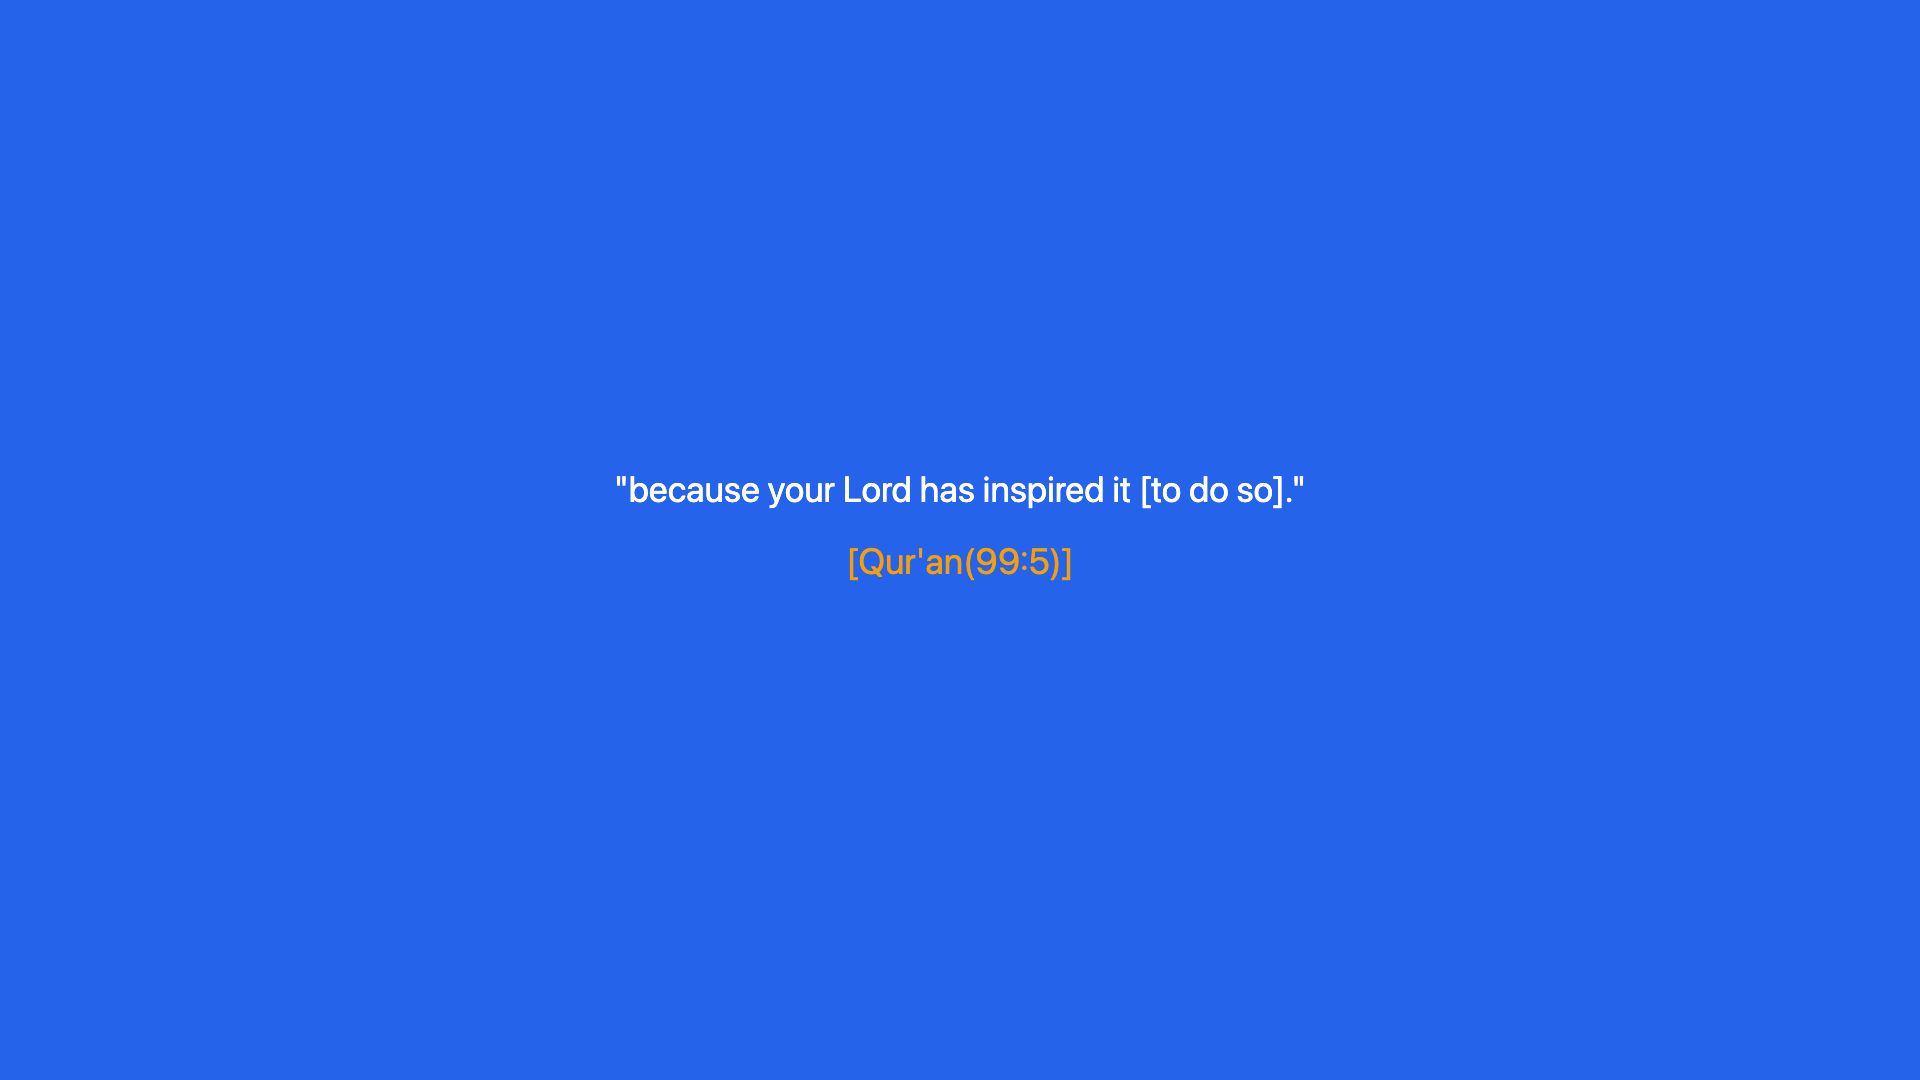 "because your Lord has inspired it [to do so]."
[Qur'an(99:5)]